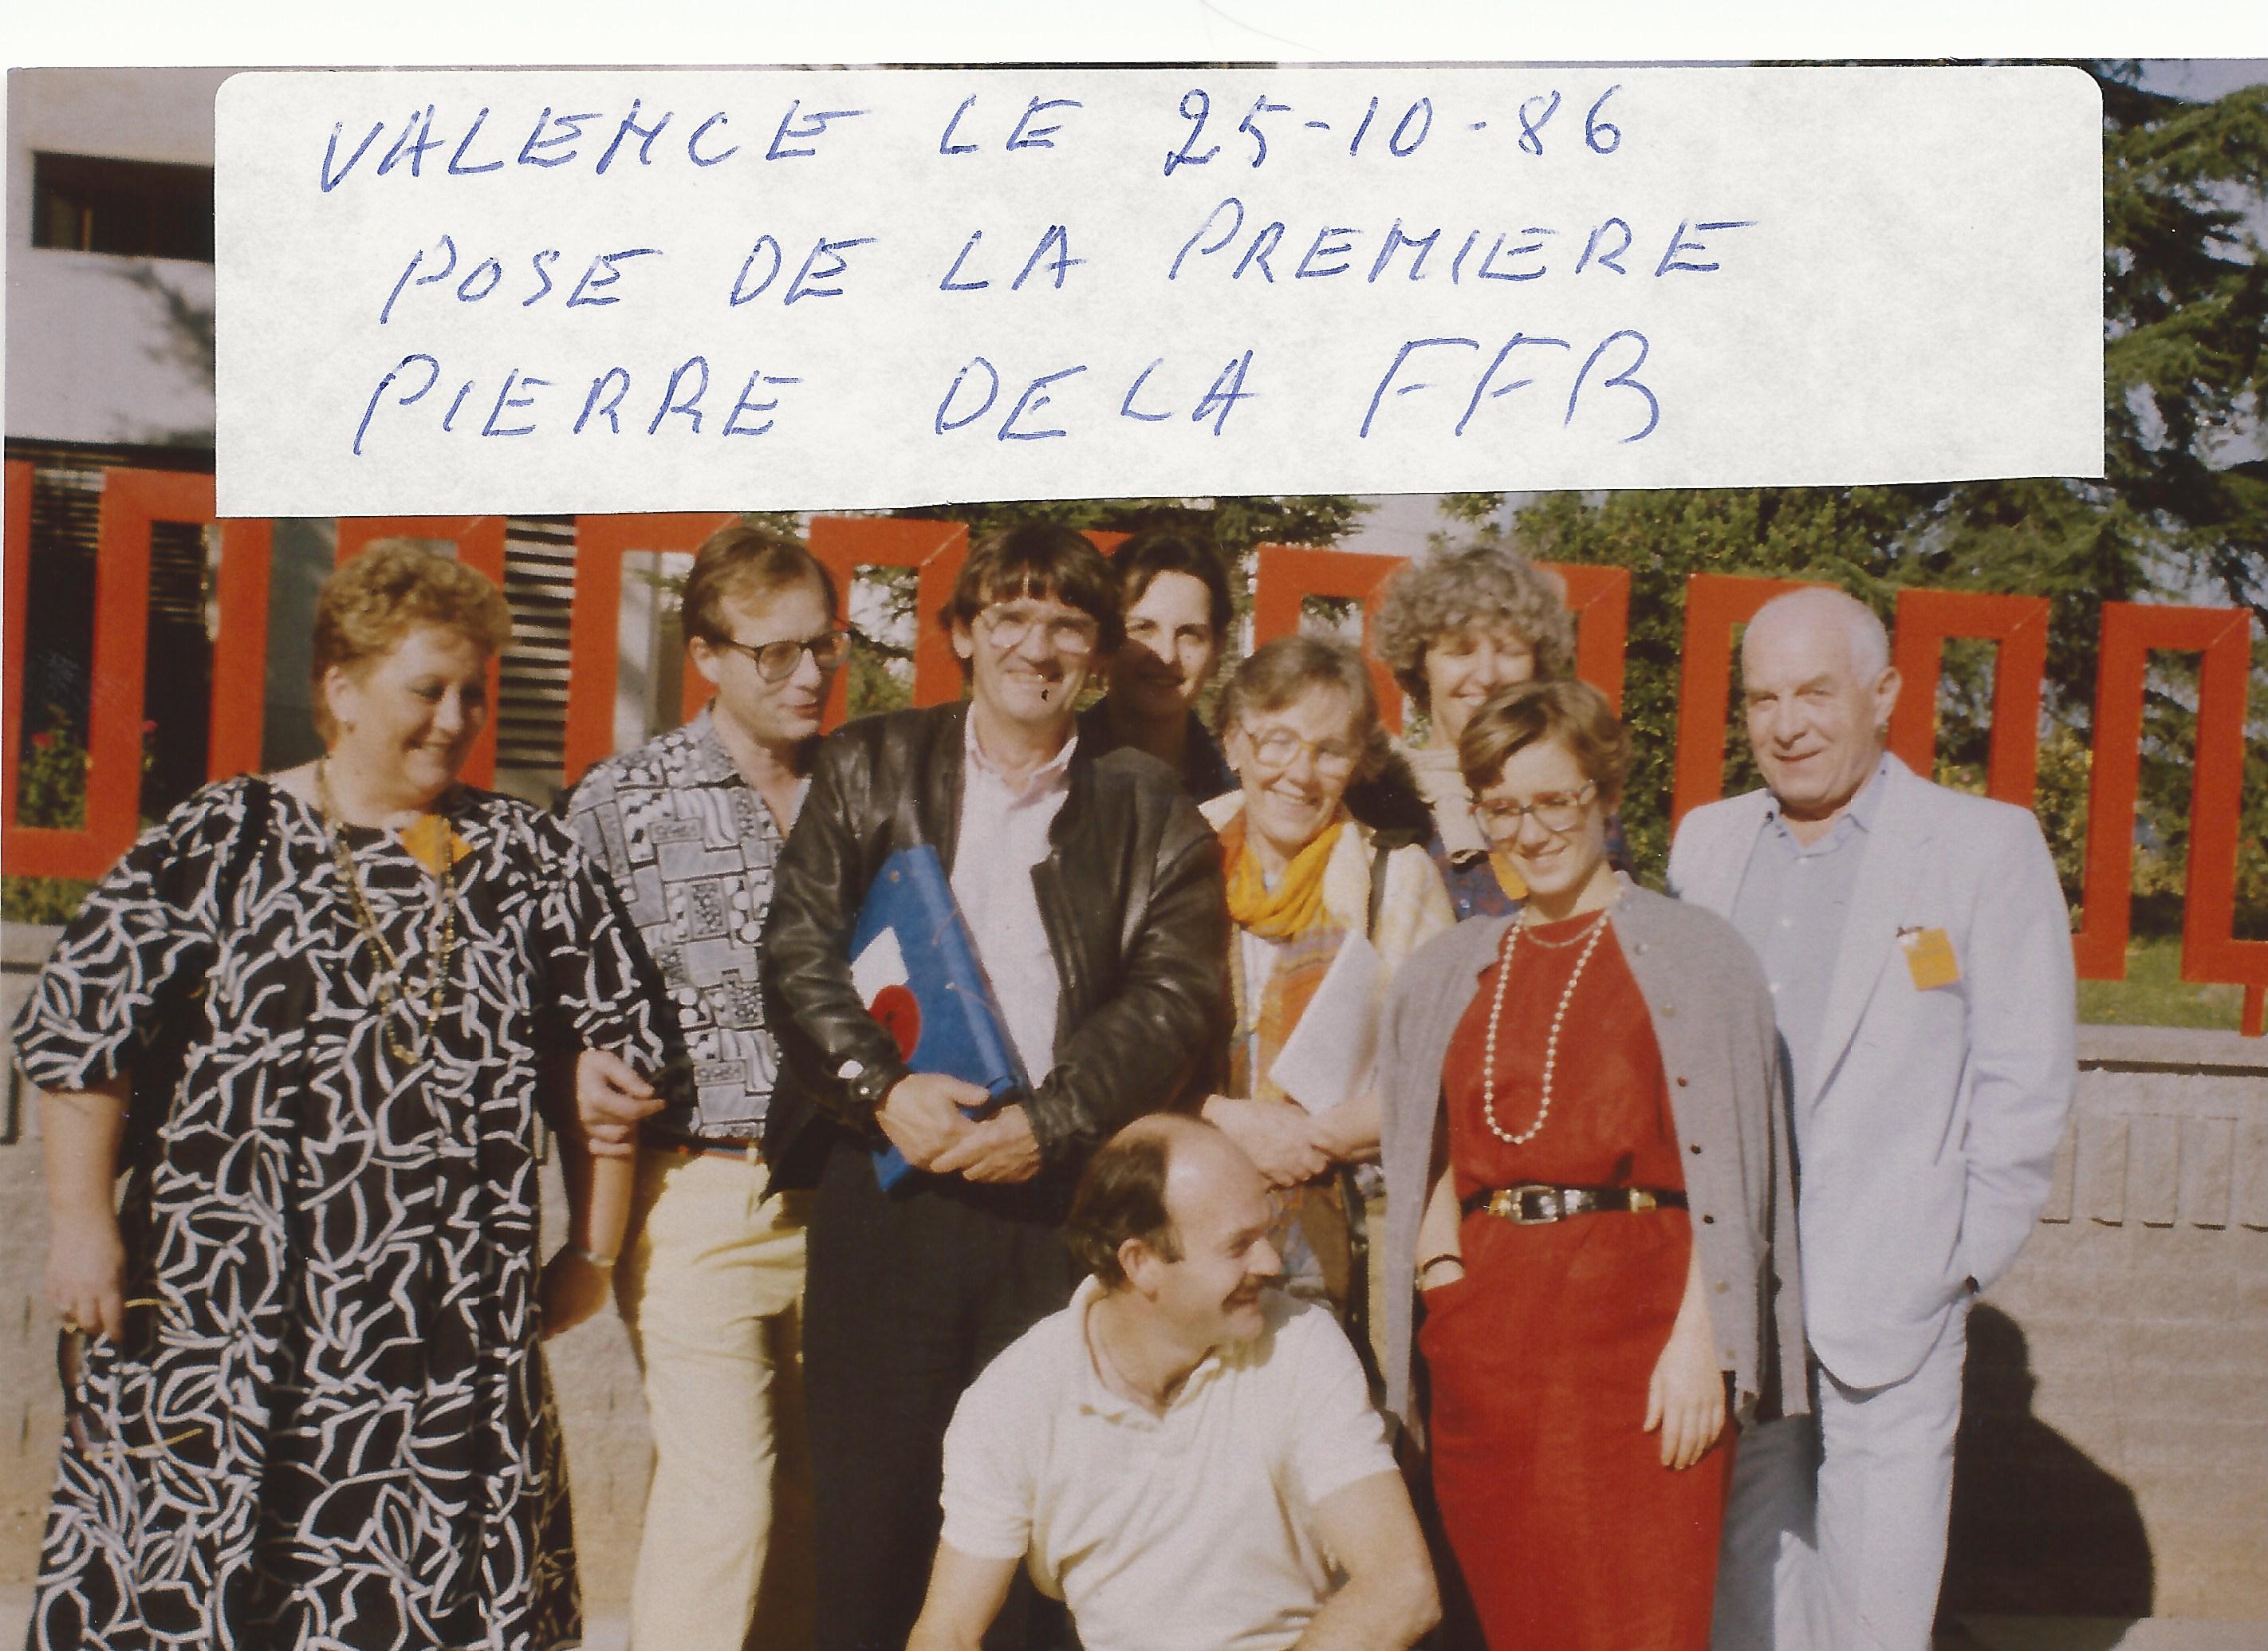 VALENCE LE 25-10-86
POSE DE LA PREMIERE
PIERRE DE LA FFB